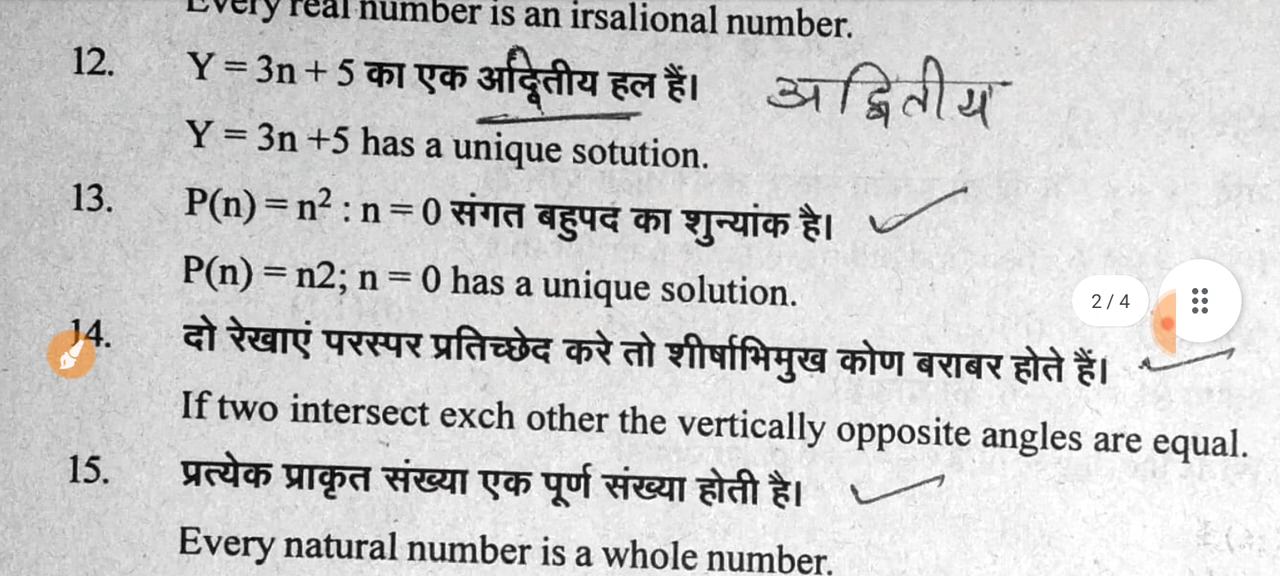 Every real number is an irsalional number.
12. Y = 3n + 5 का एक अद्वितीय हल हैं। अद्वितीय
Y = 3n +5 has a unique sotution.
13. P(n) = n² : n = 0 संगत बहुपद का शुन्यांक है।
P(n) = n2; n = 0 has a unique solution.
2 / 4
14. दो रेखाएं परस्पर प्रतिच्छेद करे तो शीर्षाभिमुख कोण बराबर होते हैं।
If two intersect exch other the vertically opposite angles are equal.
15. प्रत्येक प्राकृत संख्या एक पूर्ण संख्या होती है।
Every natural number is a whole number.